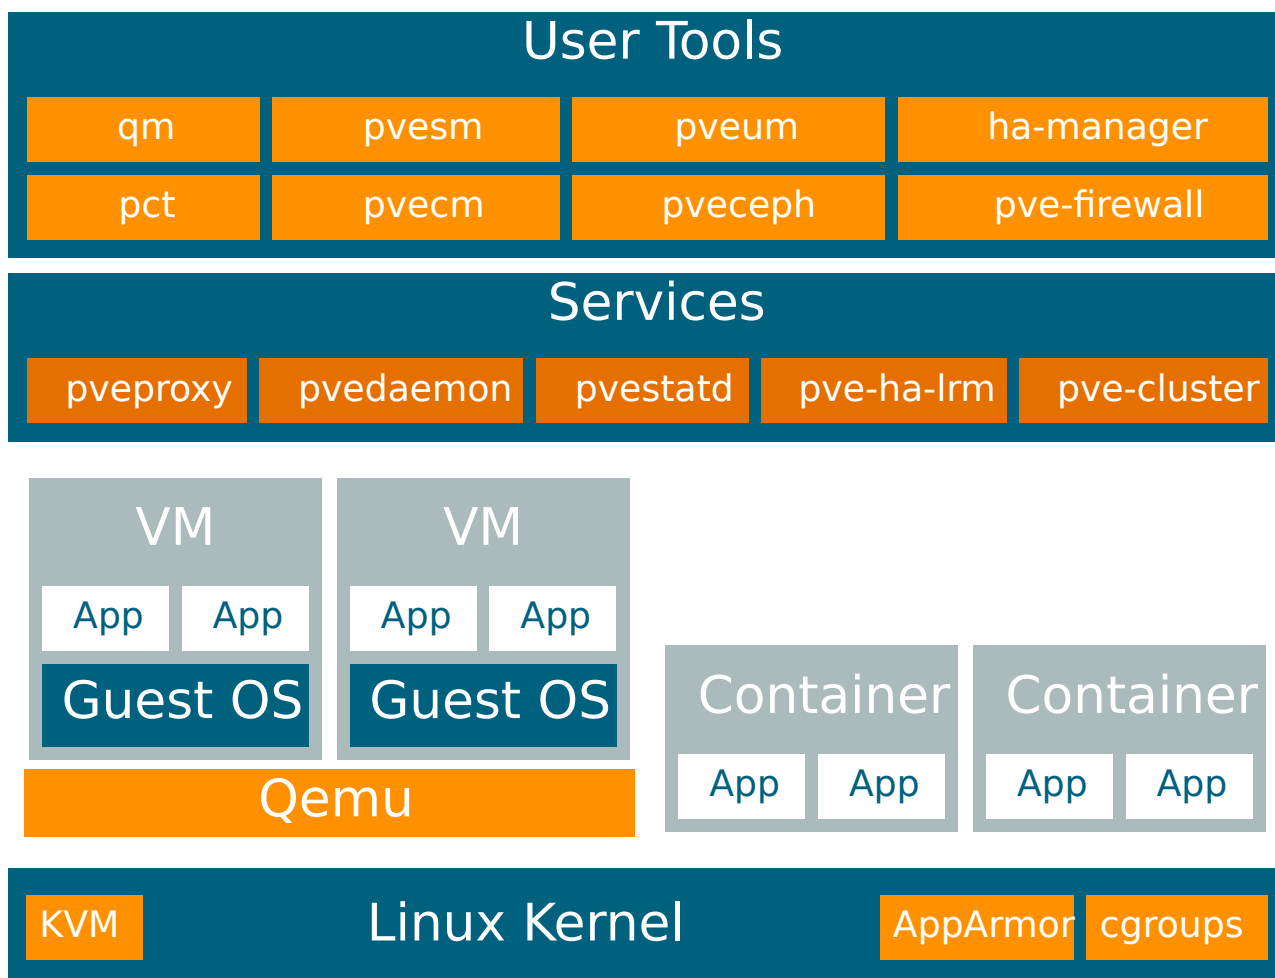 User Tools
qm pvesm pveum ha-manager
pct pvecm pveceph pve-firewall
Services
pveproxy pvedaemon pvestatd pve-ha-lrm pve-cluster
VM VM
App App App App
Guest OS Guest OS
Container Container
App App App App
Qemu
KVM Linux Kernel AppArmor cgroups